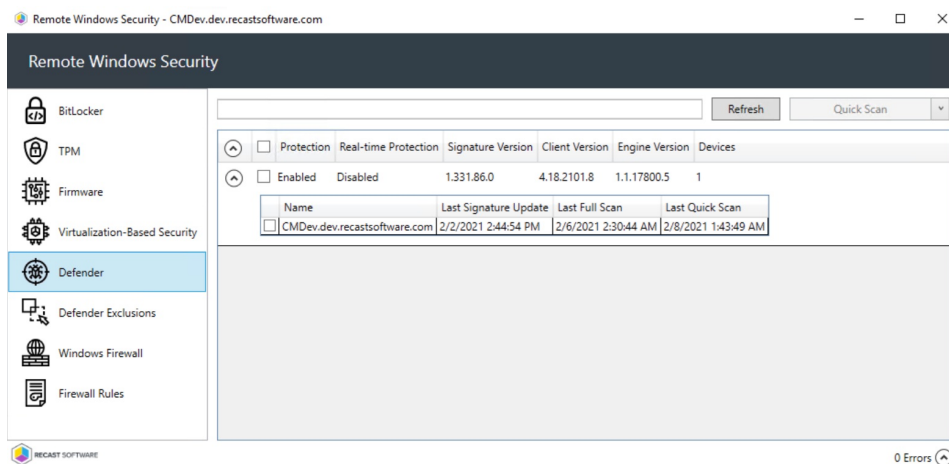 Remote Windows Security - CMDev.dev.recastsoftware.com
Remote Windows Security
BitLocker
TPM
Firmware
Virtualization-Based Security
Defender
Defender Exclusions
Windows Firewall
Firewall Rules
Refresh
Quick Scan
Protection Real-time Protection Signature Version Client Version Engine Version Devices
Enabled Disabled 1.331.86.0 4.18.2101.8 1.1.17800.5 1
Name Last Signature Update Last Full Scan Last Quick Scan
CMDev.dev.recastsoftware.com 2/2/2021 2:44:54 PM 2/6/2021 2:30:44 AM 2/8/2021 1:43:49 AM
RECAST SOFTWARE
0 Errors